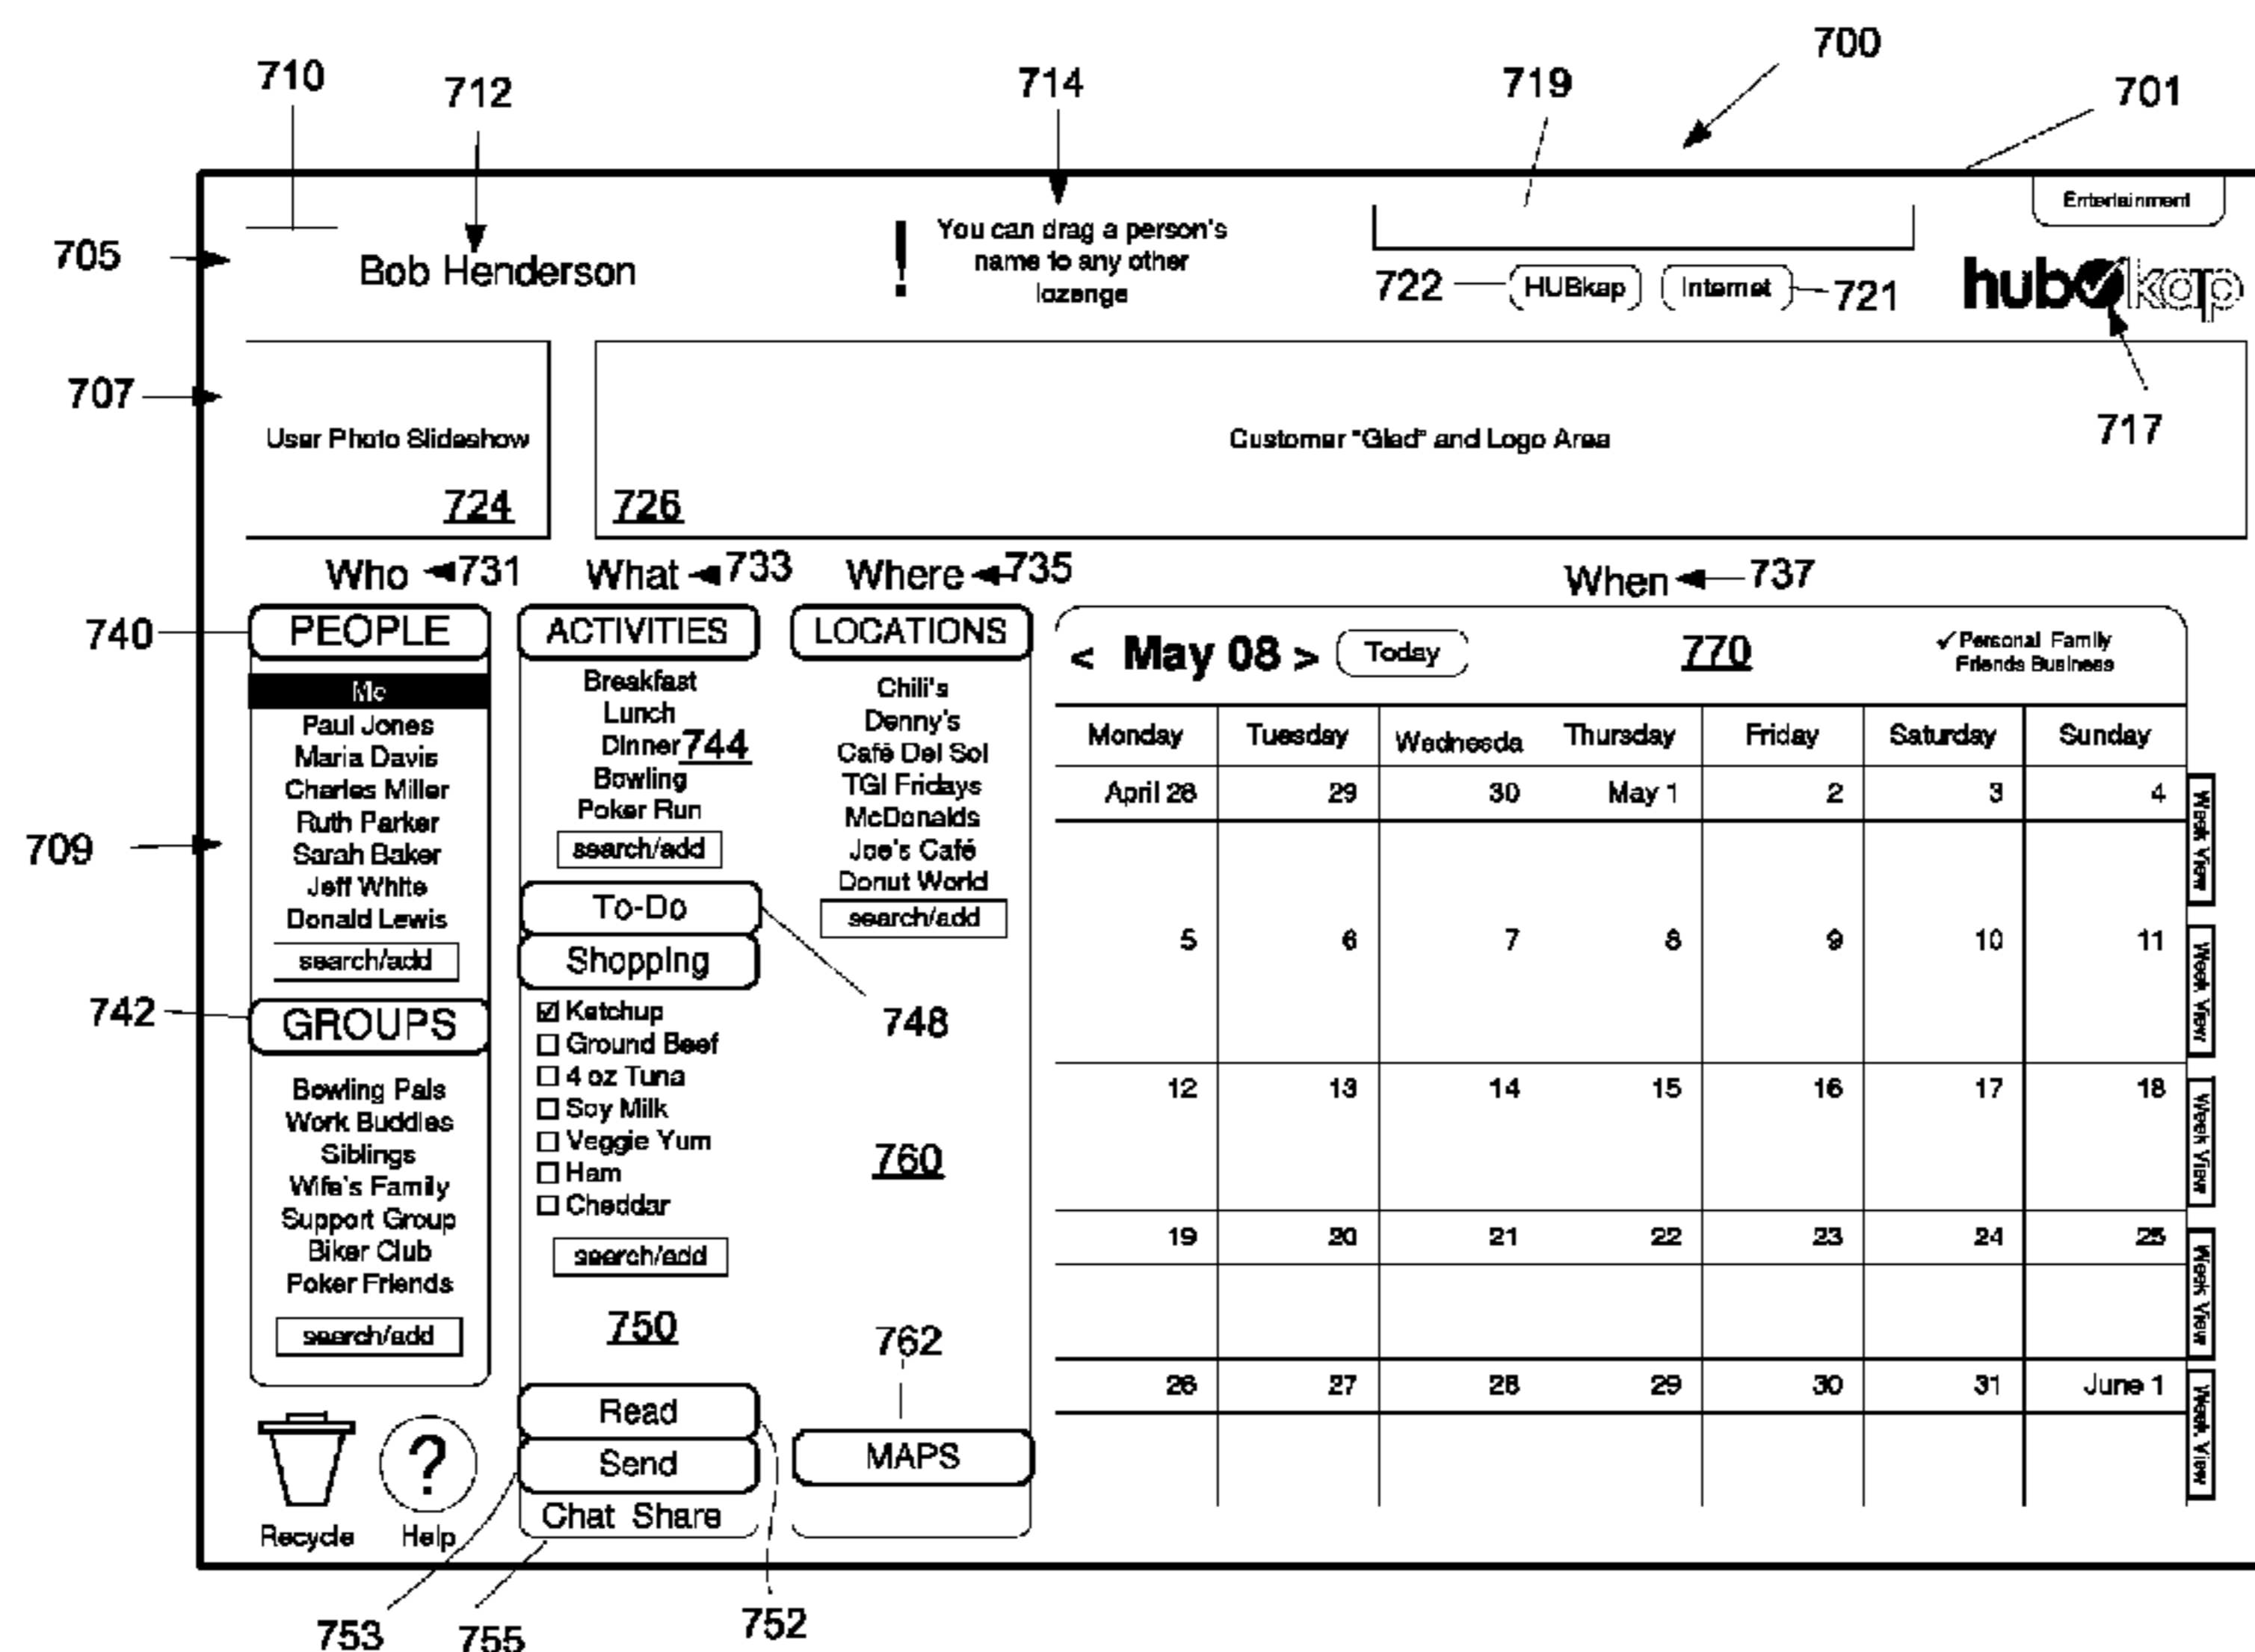 700
710
712
714
719
701
Entertainment
705
Bob Henderson
! You can drag a person's
name to any other
lozenge
722
HUBkap
Internet
721
hub kap
707
717
User Photo Slideshow
724
726
Customer "Glad" and Logo Area
Who
731
What
733
Where
735
When
737
740
PEOPLE
Me
Paul Jones
Maria Davis
Charles Miller
Ruth Parker
Sarah Baker
Jeff White
Donald Lewis
search/add
709
742
GROUPS
Bowling Pals
Work Buddies
Siblings
Wife's Family
Support Group
Biker Club
Poker Friends
search/add
Recycle
Help
ACTIVITIES
Breakfast
Lunch
Dinner
744
Bowling
Poker Run
search/add
To-Do
Shopping
748
Ketchup
Ground Beef
4 oz Tuna
Soy Milk
Veggie Yum
Ham
Cheddar
search/add
750
Read
Send
Chat Share
753
755
752
LOCATIONS
Chili's
Denny's
Café Del Sol
TGI Fridays
McDonalds
Joe's Café
Donut World
search/add
760
762
MAPS
< May 08 >
Today
770
✓ Personal Family
Friends Business
Monday Tuesday Wednesda Thursday Friday Saturday Sunday
April 28 29 30 May 1 2 3 4
Week View
5 6 7 8 9 10 11
Week View
12 13 14 15 16 17 18
Week View
19 20 21 22 23 24 25
Week View
26 27 28 29 30 31 June 1
Week View